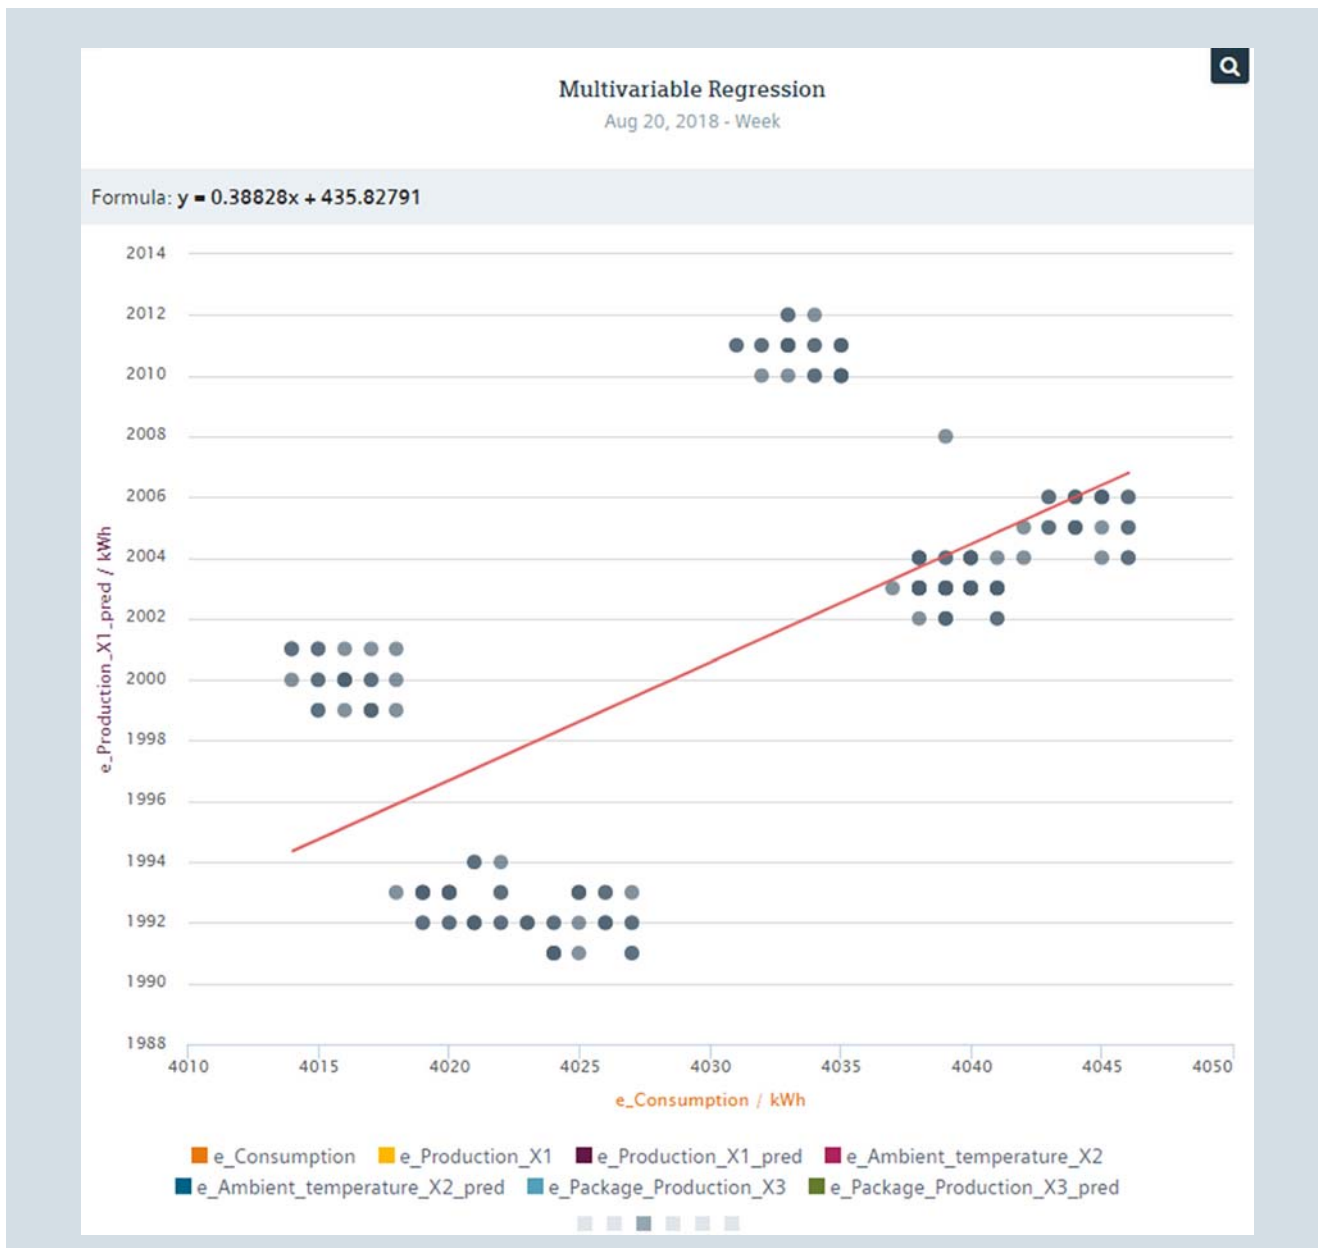 Multivariable Regression
Aug 20, 2018 - Week
Formula: y = 0.38828x + 435.82791
2014
2012
2010
2008
2006
2004
2002
2000
1998
1996
1994
1992
1990
1988
e_Production_X1_pred / kWh
4010 4015 4020 4025 4030 4035 4040 4045 4050
e_Consumption / kWh
e_Consumption e_Production_X1 e_Production_X1_pred e_Ambient_temperature_X2
e_Ambient_temperature_X2_pred e_Package_Production_X3 e_Package_Production_X3_pred